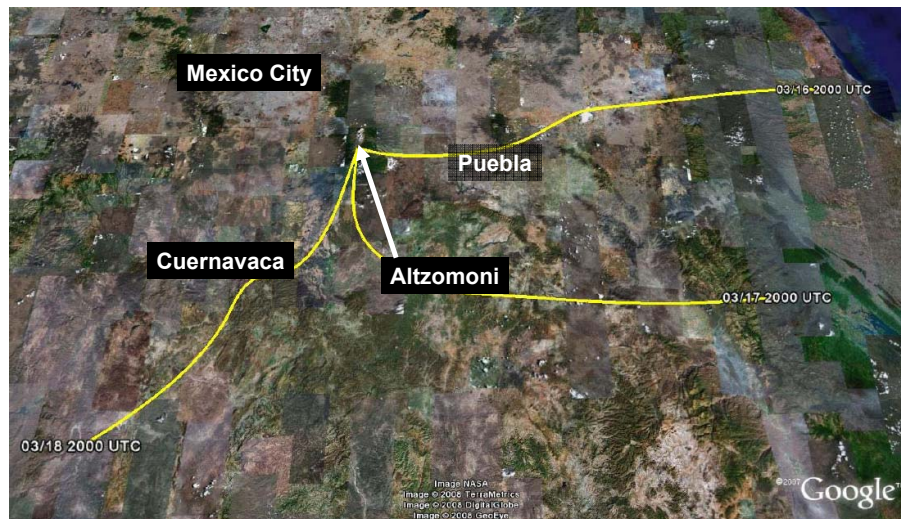 Mexico City
03/16 2000 UTC
Puebla
Cuernavaca
Altzomoni
03/17 2000 UTC
03/18 2000 UTC
Image NASA
Image © 2008 TerraMetrics
Image © 2008 DigitalGlobe
Image © 2008 GeoEye
© 2007 Google™